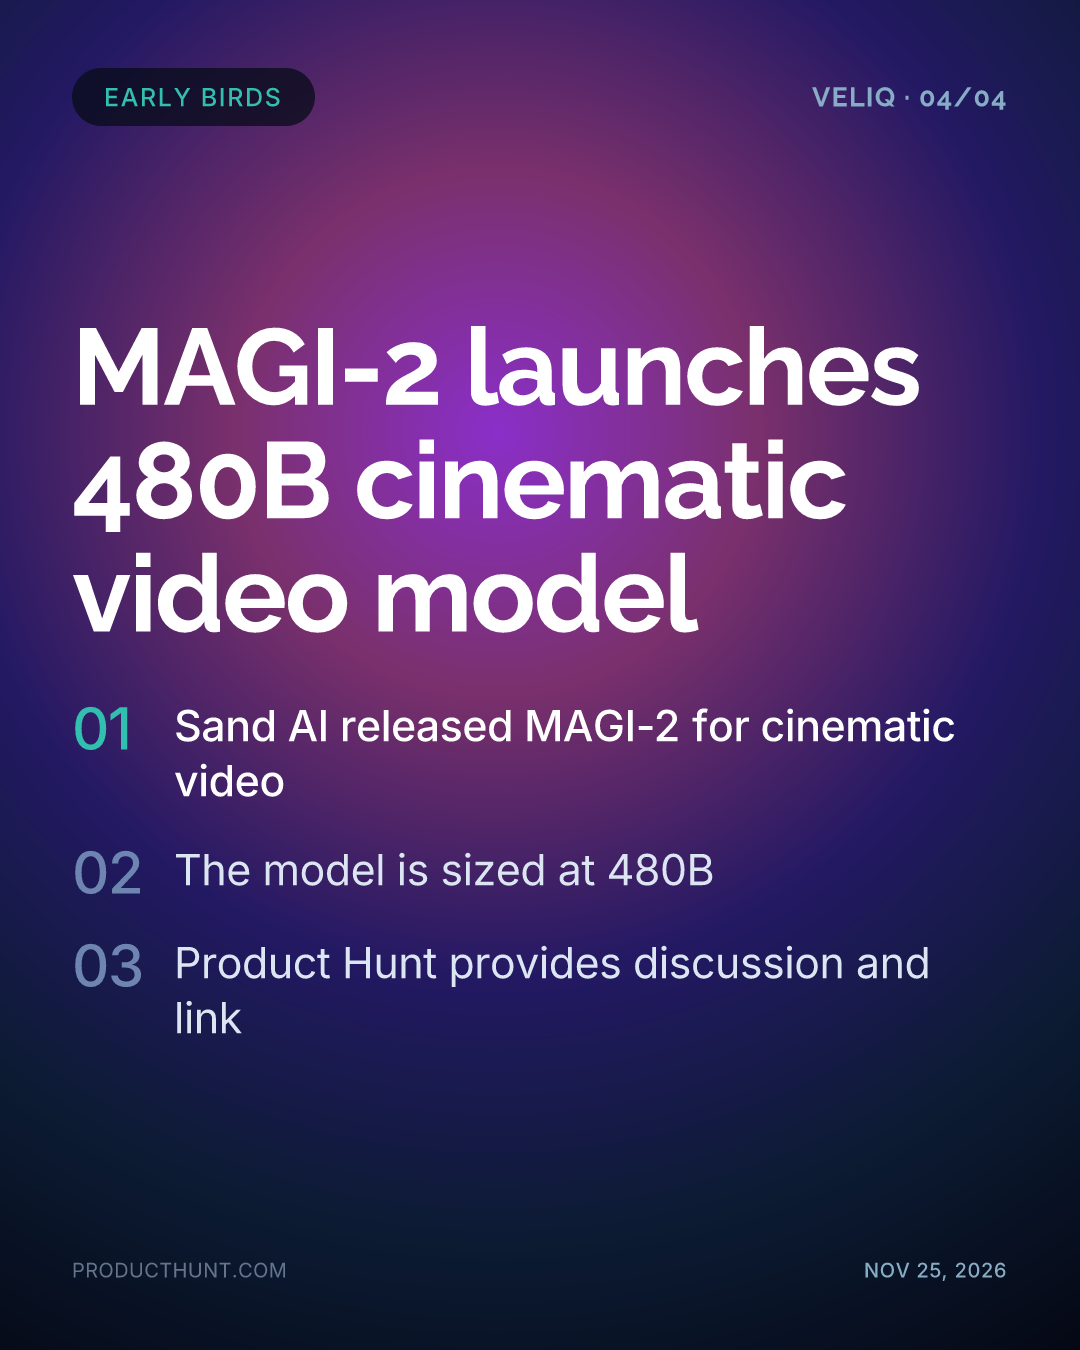 EARLY BIRDS
VELIQ · 04/04
MAGI-2 launches
480B cinematic
video model
01 Sand AI released MAGI-2 for cinematic
video
02 The model is sized at 480B
03 Product Hunt provides discussion and
link
PRODUCTHUNT.COM
NOV 25, 2026